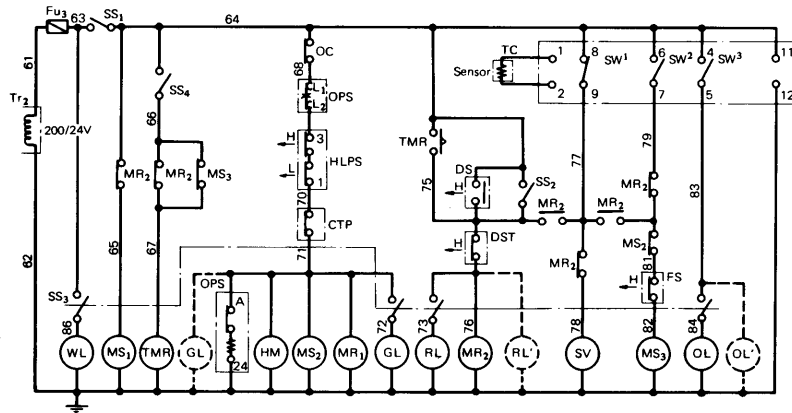 Fu3 63 SS1 64
61
Tr2
200/24V
62
SS4
66
MR2 MR2 MS3
65 67
OC
68
L1 OPS
L2
H 3
HLPS
L 1
70
CTP
71
TMR
75
DS
H
SS2
MR2 MR2
H DST
TC 1 8 SW1 6 SW2 4 SW3 11
Sensor
2 9 7 5 12
77 79 83
MR2
MS2
81
H FS
MR2
SS3
86
OPS
A
24
72 73 76 78 82 84
WL MS1 TMR GL HM MS2 MR1 GL RL MR2 RL' SV MS3 OL OL'